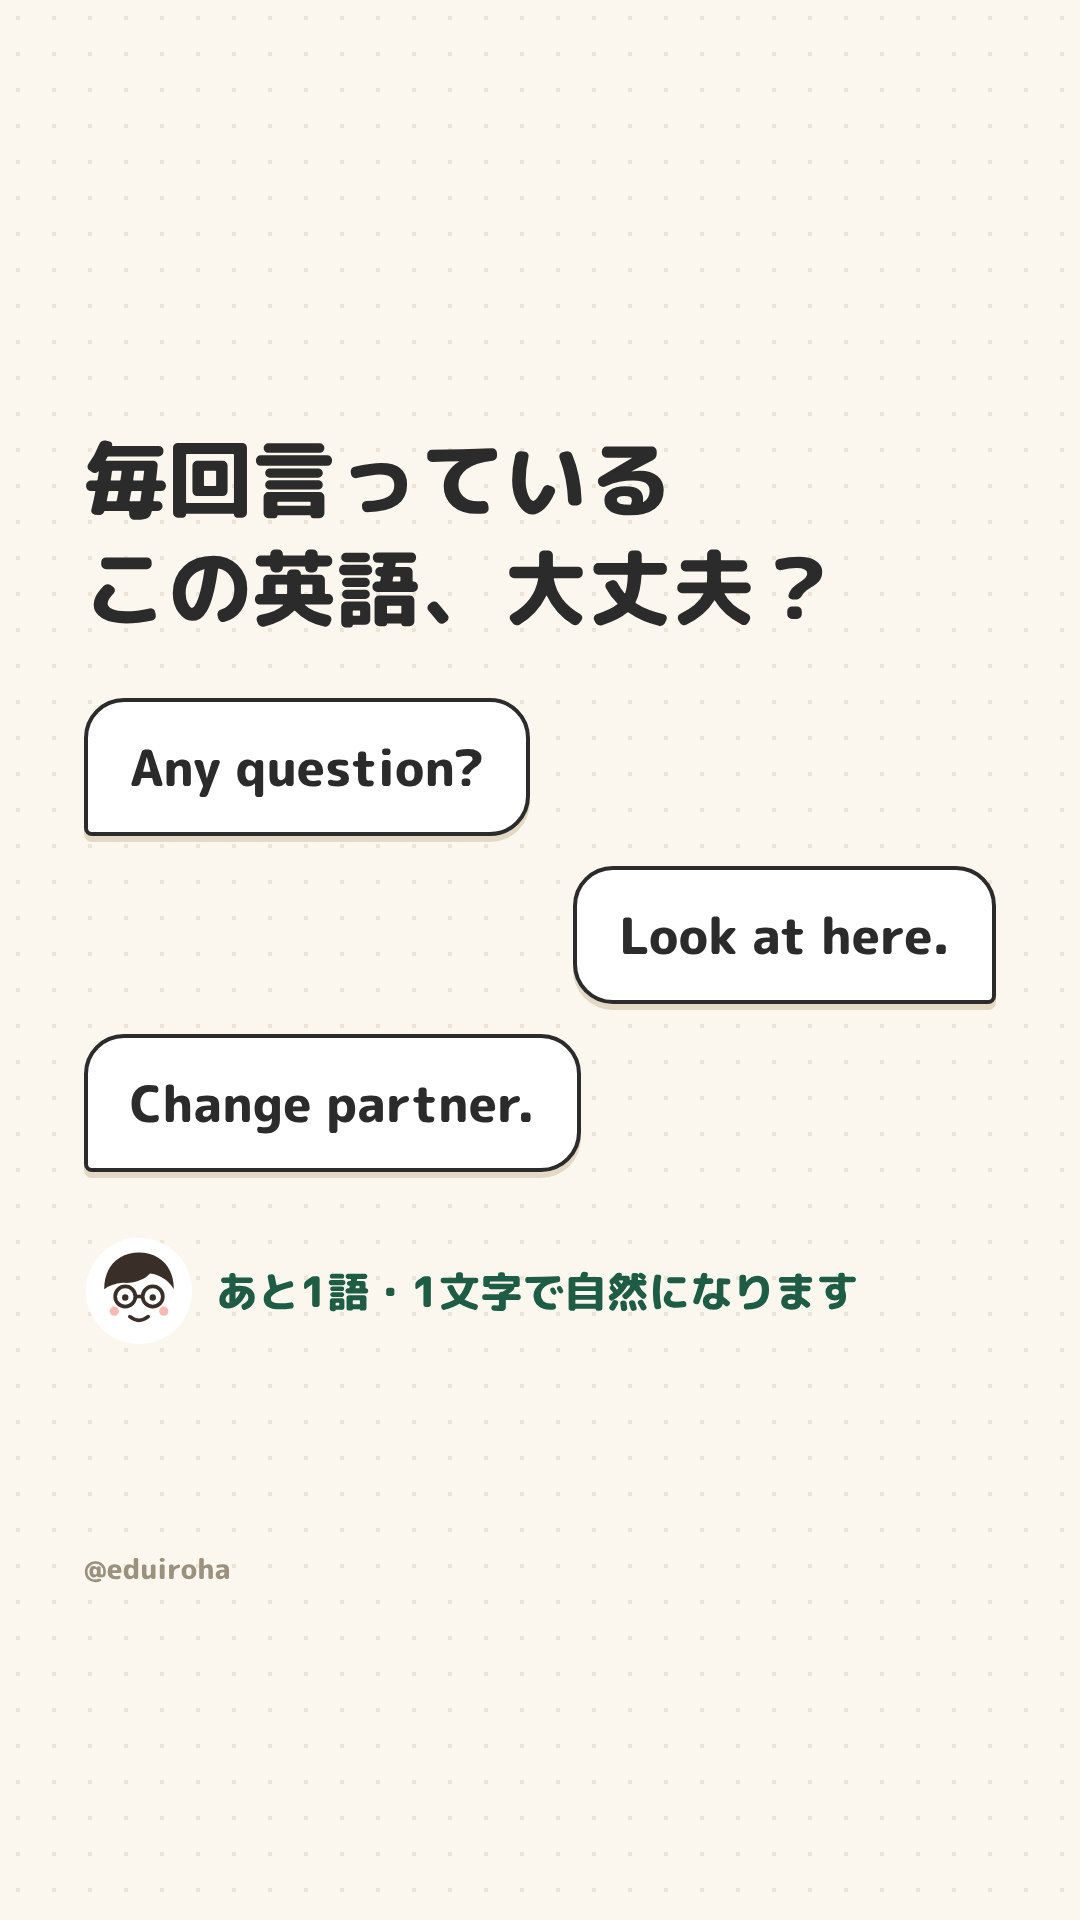 毎回言っている
この英語、大丈夫？
Any question?
Look at here.
Change partner.
あと1語・1文字で自然になります
@eduiroha